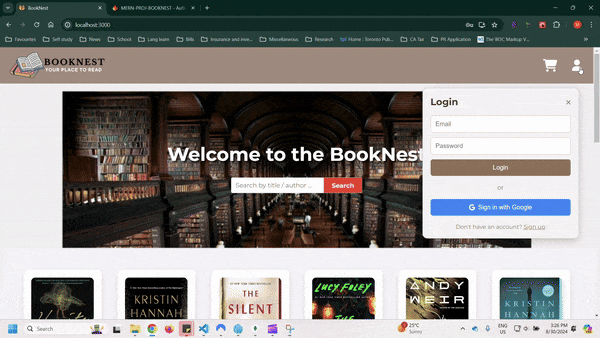 BookNest
MERN-PROJ-BOOKNEST - Auth
localhost:3000
Favourites
Self study
News
School
Lang learn
Bills
Insurance and inve...
Miscellaneous
Research
Toronto Publ...
CA Tax
PR Application
The W3C Markup V...
BOOKNEST
YOUR PLACE TO READ
Login
Email
Password
Login
or
Sign in with Google
Don't have an account? Sign up
Welcome to the BookNest
Search by title / author ...
Search
KRISTIN
HANNAH
THE
SILENT
LUCY FOLEY
THE
ANDY
WEIR
KRISTIN
HANNAH
Search
25°C
Sunny
ENG
US
3:26 PM
8/30/2024